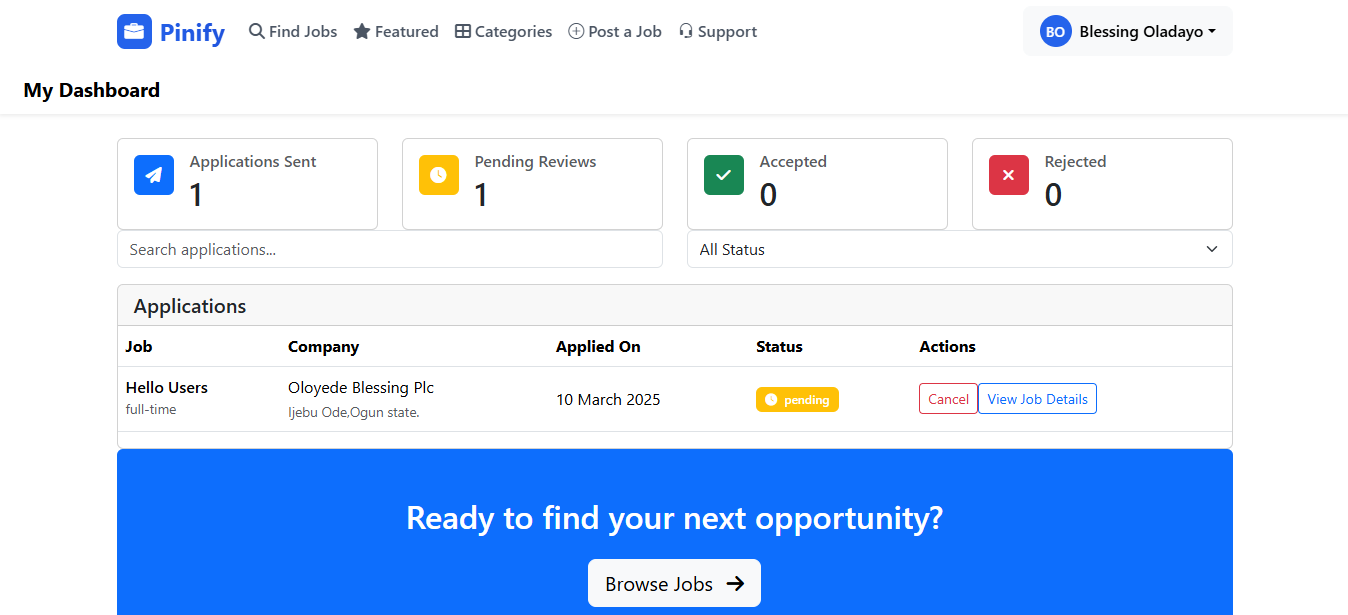 Pinify Find Jobs Featured Categories Post a Job Support BO Blessing Oladayo
My Dashboard
Applications Sent
1
Pending Reviews
1
Accepted
0
Rejected
0
Search applications...
All Status
Applications
Job Company Applied On Status Actions
Hello Users
full-time
Oloyede Blessing Plc
Ijebu Ode,Ogun state.
10 March 2025
pending
Cancel
View Job Details
Ready to find your next opportunity?
Browse Jobs